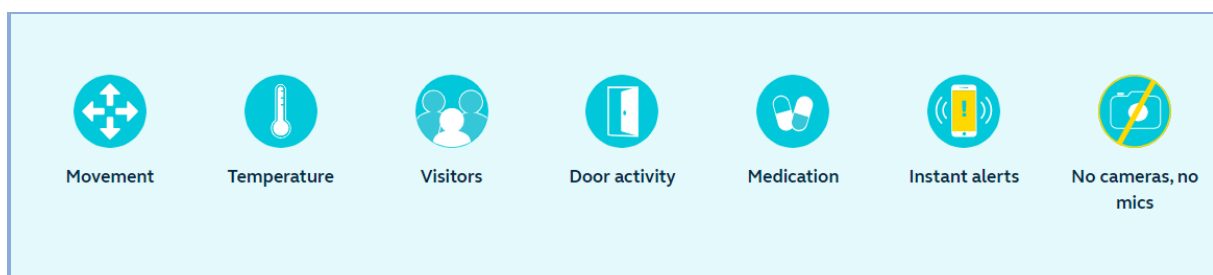 Movement
Temperature
Visitors
Door activity
Medication
Instant alerts
No cameras, no
mics